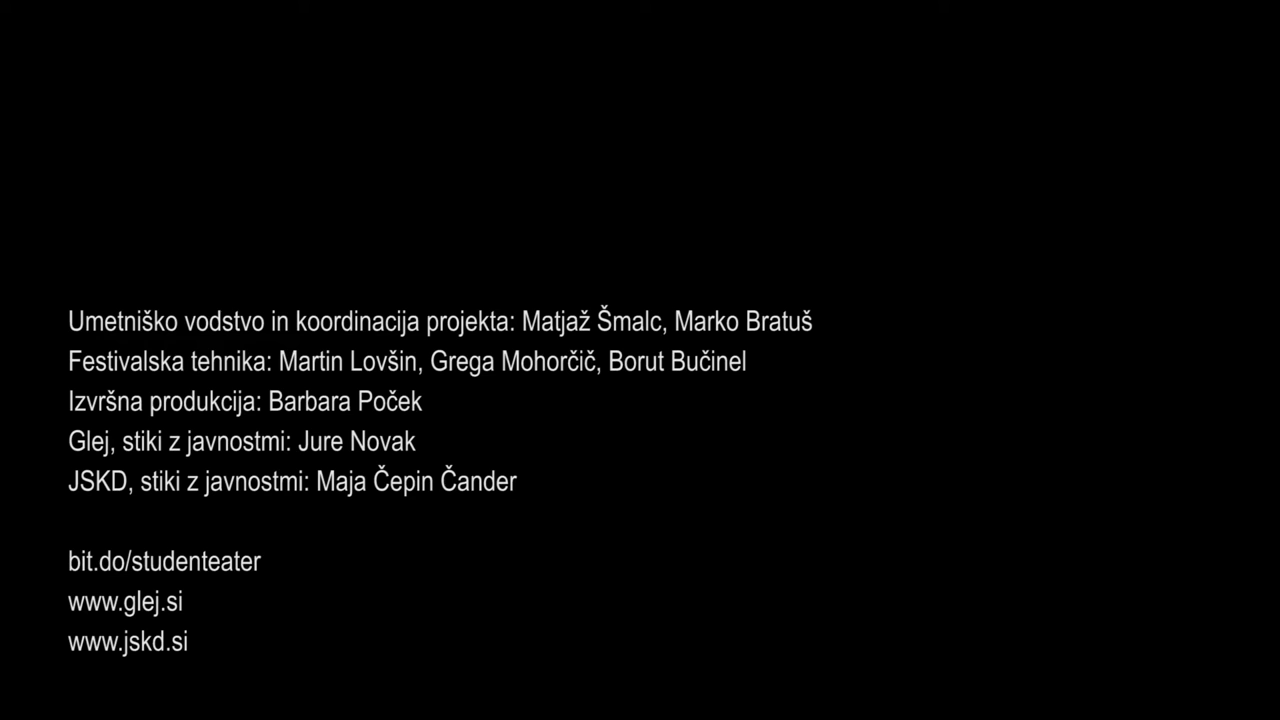 Umetniško vodstvo in koordinacija projekta: Matjaž Šmalc, Marko Bratuš
Festivalska tehnika: Martin Lovšin, Grega Mohorčič, Borut Bučinel
Izvršna produkcija: Barbara Poček
Glej, stiki z javnostmi: Jure Novak
JSKD, stiki z javnostmi: Maja Čepin Čander
bit.do/studenteater
www.glej.si
www.jskd.si